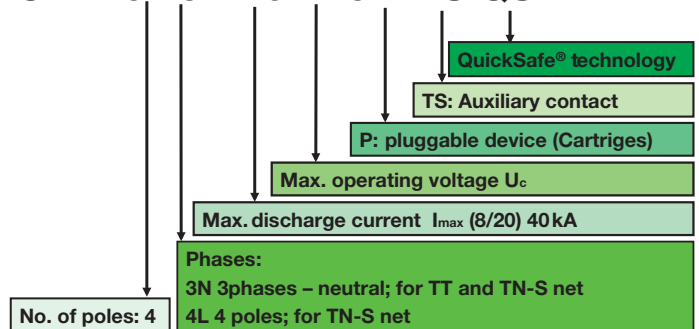 QuickSafe® technology
TS: Auxiliary contact
P: pluggable device (Cartriges)
Max. operating voltage Uc
Max. discharge current Imax (8/20) 40 kA
Phases:
3N 3phases – neutral; for TT and TN-S net
No. of poles: 4
4L 4 poles; for TN-S net